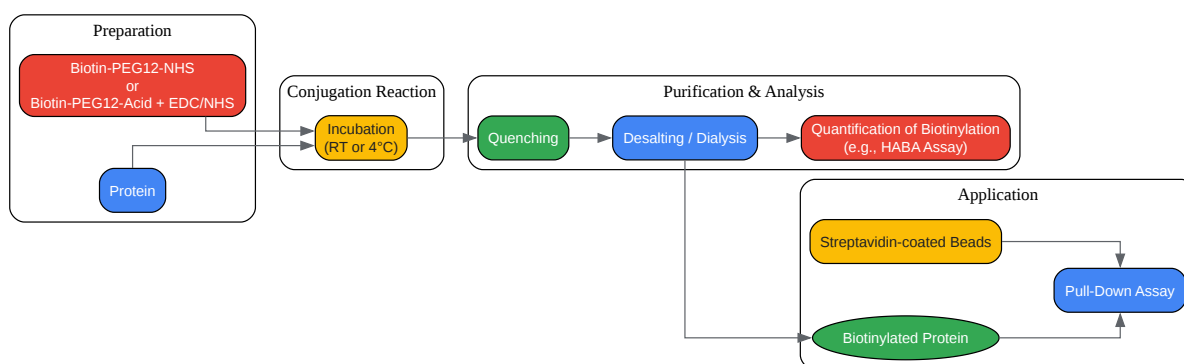 Preparation
Biotin-PEG12-NHS
or
Biotin-PEG12-Acid + EDC/NHS
Protein
Conjugation Reaction
Incubation
(RT or 4°C)
Purification & Analysis
Quenching
Desalting / Dialysis
Quantification of Biotinylation
(e.g., HABA Assay)
Application
Streptavidin-coated Beads
Pull-Down Assay
Biotinylated Protein